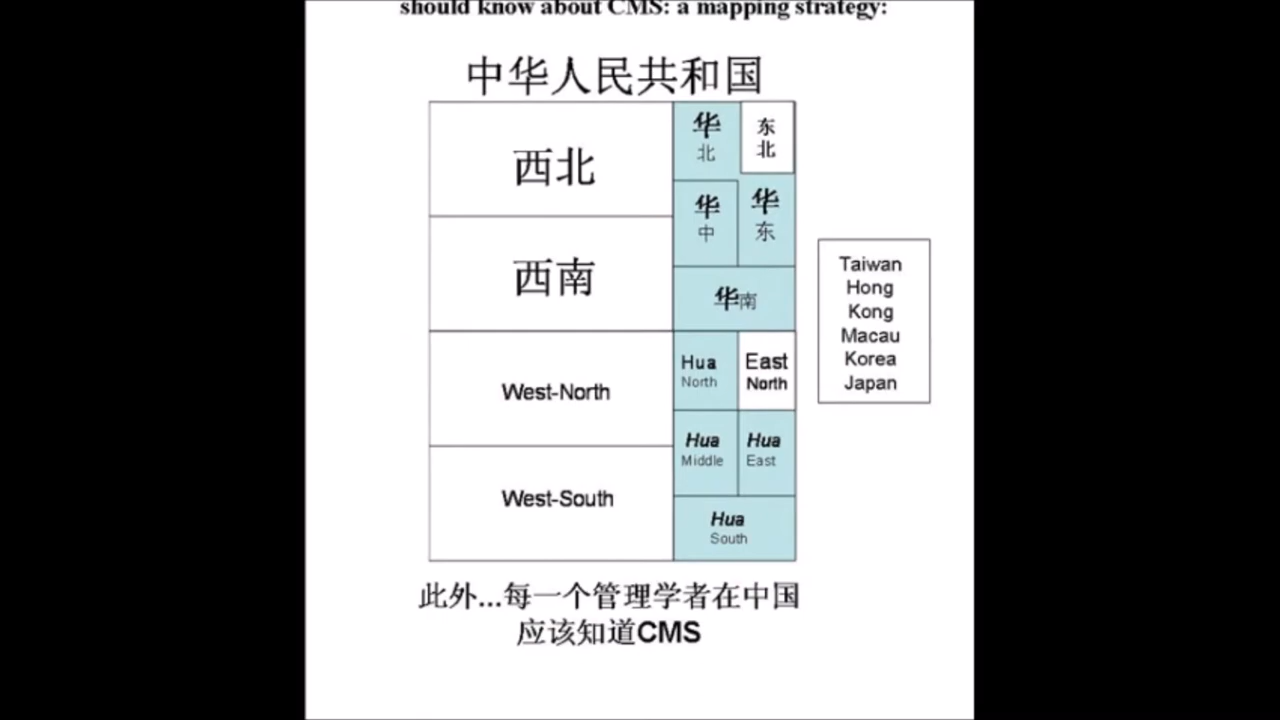 should know about CMS: a mapping strategy:
中华人民共和国
西北
华
北
东
北
西南
华
中
华
东
华南
West-North
Hua
North
East
North
West-South
Hua
Middle
Hua
East
Hua
South
Taiwan
Hong
Kong
Macau
Korea
Japan
此外...每一个管理学者在中国
应该知道CMS